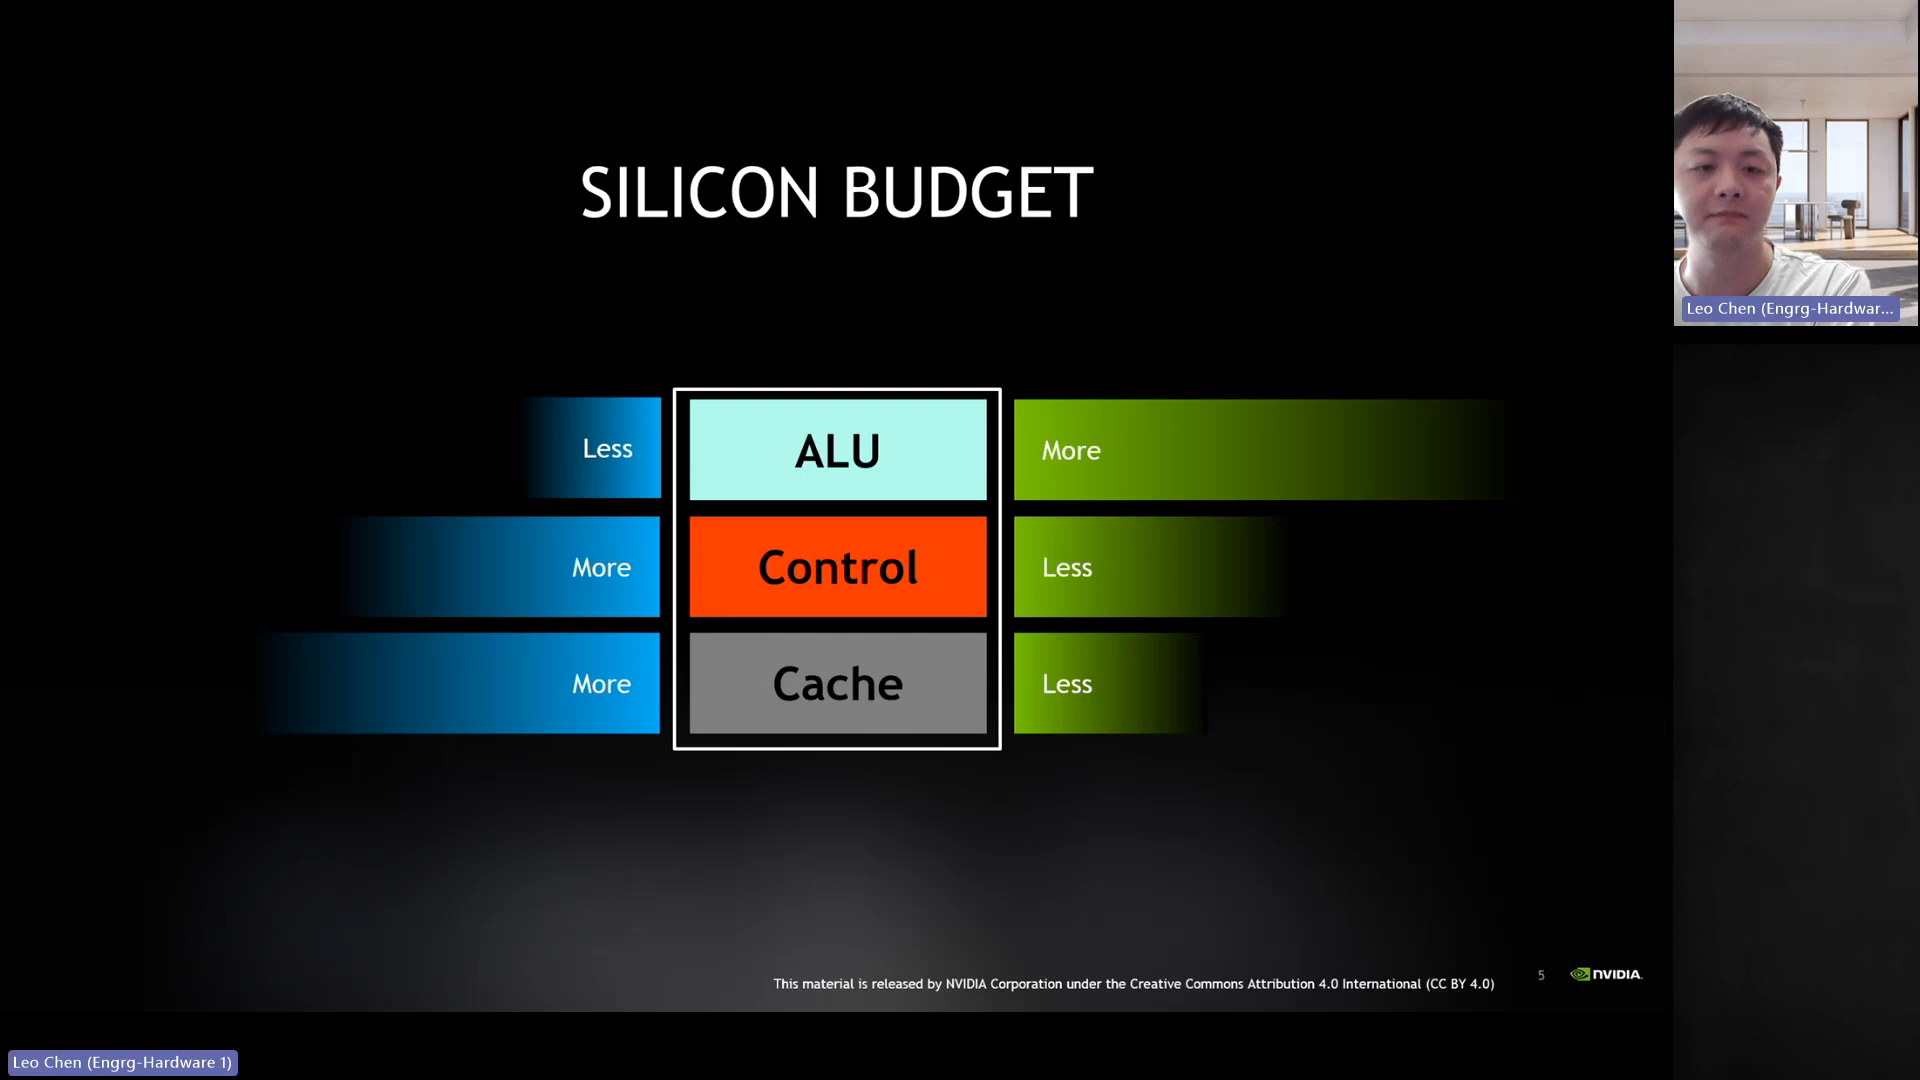 SILICON BUDGET
Less
ALU
More
More
Control
Less
More
Cache
Less
This material is released by NVIDIA Corporation under the Creative Commons Attribution 4.0 International (CC BY 4.0)
5
NVIDIA.
Leo Chen (Engrg-Hardwar...
Leo Chen (Engrg-Hardware 1)